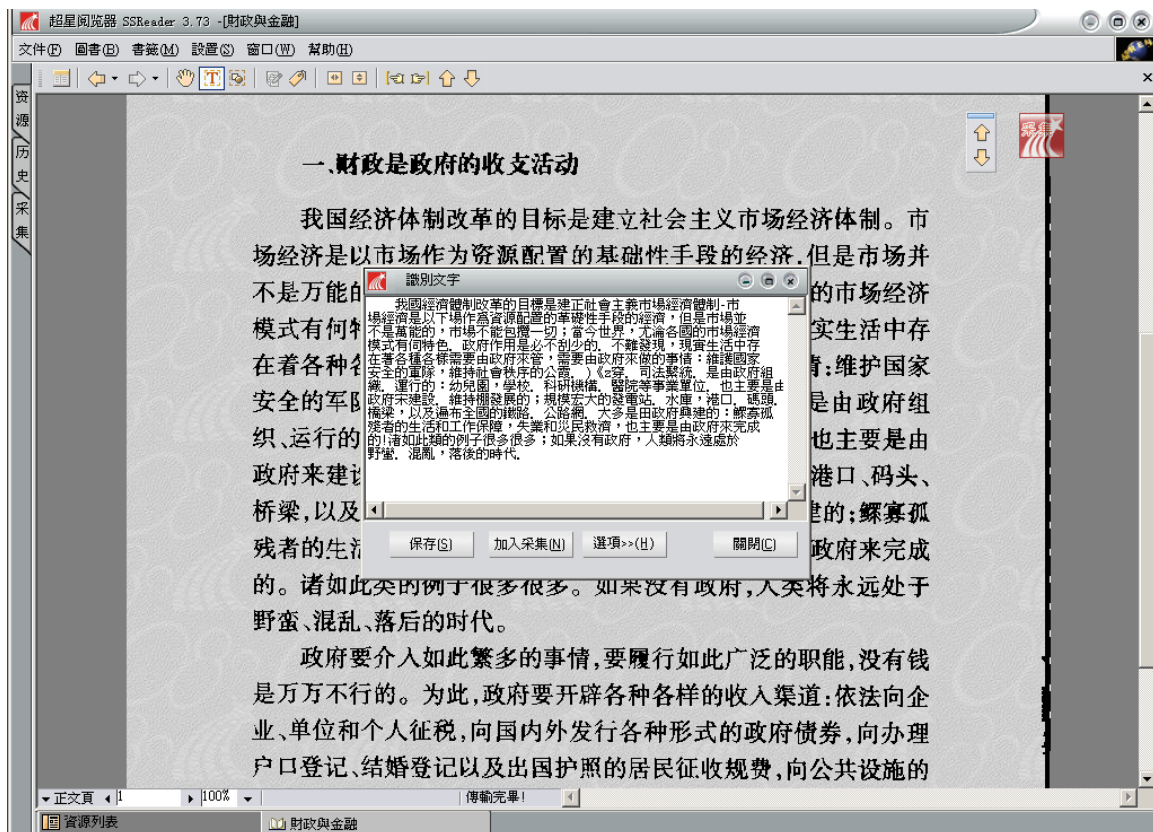 超星阅览器 SSReader 3.73 -[財政與金融]
文件(F) 圖書(B) 書籤(M) 設置(S) 窗口(W) 幫助(H)
资源
历史
采集
采集
一、财政是政府的收支活动
我国经济体制改革的目标是建立社会主义市场经济体制。市
场经济是以市场作为资源配置的基础性手段的经济,但是市场并
不是万能的
的市场经济
模式有何特
实生活中存
在着各种各
情:维护国家
安全的军队
是由政府组
织、运行的
也主要是由
政府来建设
港口、码头、
桥梁,以及
建的;鳏寡孤
残者的生活
政府来完成
的。诸如此类的例子很多很多。如果没有政府,人类将永远处于
野蛮、混乱、落后的时代。
政府要介入如此繁多的事情,要履行如此广泛的职能,没有钱
是万万不行的。为此,政府要开辟各种各样的收入渠道:依法向企
业、单位和个人征税,向国内外发行各种形式的政府债券,向办理
户口登记、结婚登记以及出国护照的居民征收规费,向公共设施的
識別文字
我國經濟體制改革的目標是建正社會主義市場經濟體制-市
場經濟是以下場作爲資源配置的革礎性手段的經濟,但是市場並
不是萬能的,市場不能包攬一切;當今世界,尤淪各國的市場經濟
模式有伺特色. 政府作用是必不刮少的. 不難發現,現實生活中存
在著各種各樣需要由政府來管,需要由政府來做的事情:維護國家
安全的軍隊,維持社會秩序的公霞. )《z穿. 司法繫統. 是由政府組
織. 運行的:幼兒園,學校. 科研機構. 醫院等事業單位. 也主要是由
政府宋建設. 維持棚發展的;規模宏大的發電站. 水庫,港口. 碼頭.
橋梁,以及遍布全國的鐵路. 公路網. 大多是田政府興建的:鰥寡孤
殘者的生活和工作保障,失業和災民救濟,也主要是由政府來完成
的!渚如此類的例子很多很多;如果沒有政府,人類將永遠處於
野蠻. 混亂,落後的時代.
保存(S) 加入采集(N) 選項>>(H) 關閉(C)
正文頁 1 100% 傳輸完畢!
資源列表 財政與金融